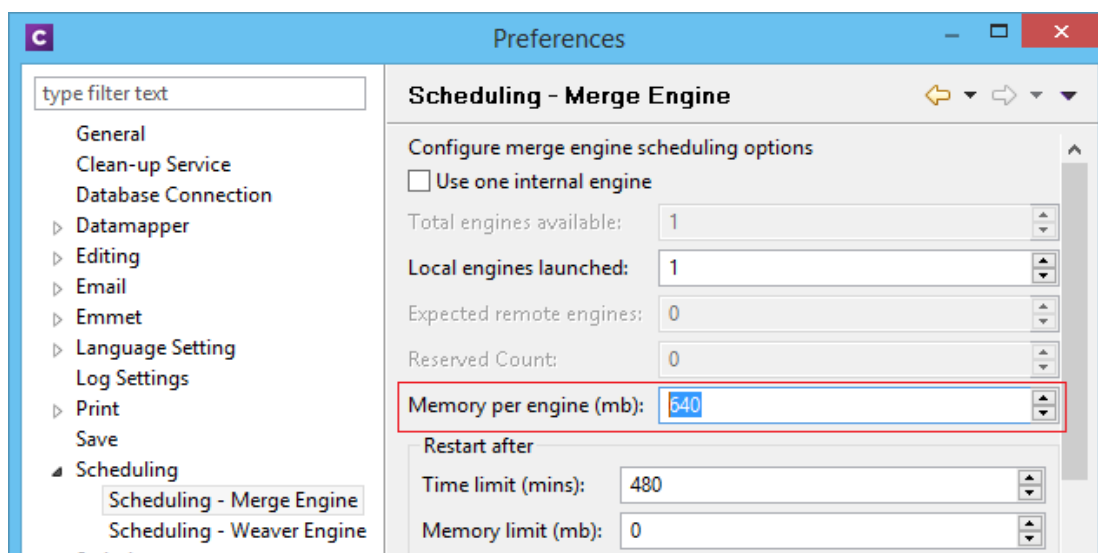 C
Preferences
type filter text
General
Clean-up Service
Database Connection
Datamapper
Editing
Email
Emmet
Language Setting
Log Settings
Print
Save
Scheduling
Scheduling - Merge Engine
Scheduling - Weaver Engine
Scheduling - Merge Engine
Configure merge engine scheduling options
Use one internal engine
Total engines available: 1
Local engines launched: 1
Expected remote engines: 0
Reserved Count: 0
Memory per engine (mb): 640
Restart after
Time limit (mins): 480
Memory limit (mb): 0